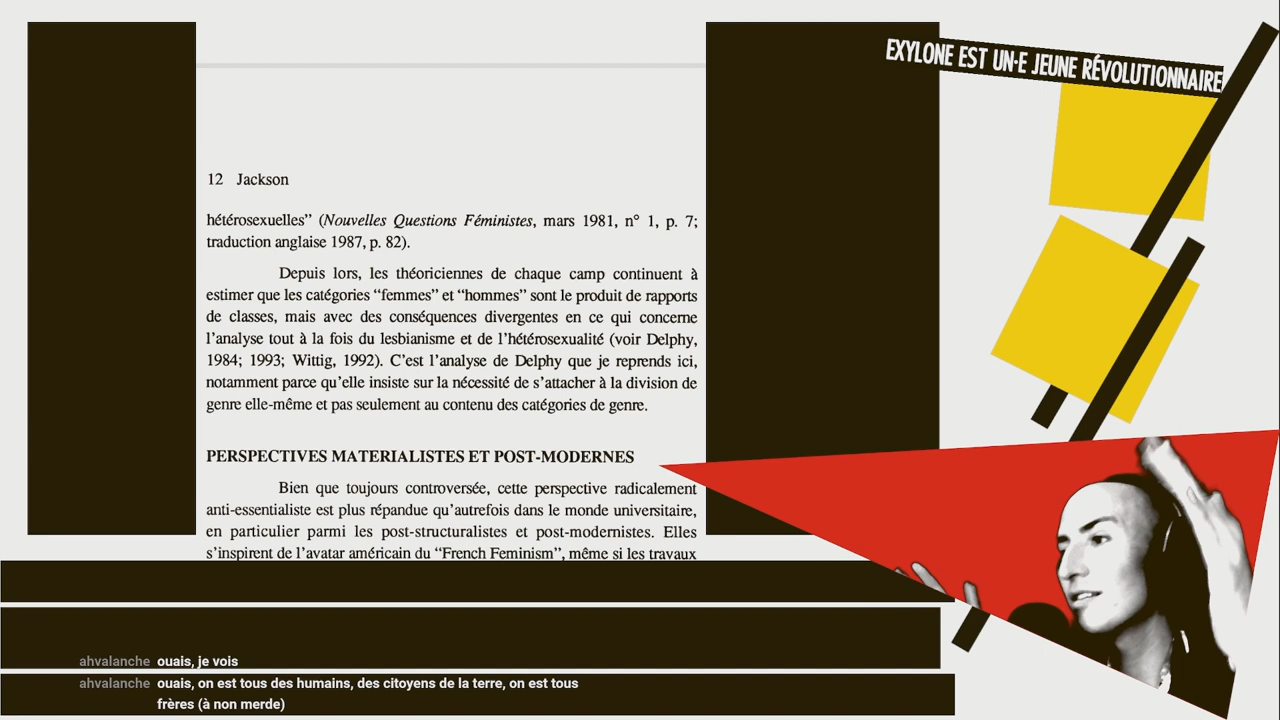 EXYLONE EST UN·E JEUNE RÉVOLUTIONNAIRE
12 Jackson
hétérosexuelles” (Nouvelles Questions Féministes, mars 1981, n° 1, p. 7;
traduction anglaise 1987, p. 82).
Depuis lors, les théoriciennes de chaque camp continuent à
estimer que les catégories “femmes” et “hommes” sont le produit de rapports
de classes, mais avec des conséquences divergentes en ce qui concerne
l’analyse tout à la fois du lesbianisme et de l’hétérosexualité (voir Delphy,
1984; 1993; Wittig, 1992). C’est l’analyse de Delphy que je reprends ici,
notamment parce qu’elle insiste sur la nécessité de s’attacher à la division de
genre elle-même et pas seulement au contenu des catégories de genre.
PERSPECTIVES MATERIALISTES ET POST-MODERNES
Bien que toujours controversée, cette perspective radicalement
anti-essentialiste est plus répandue qu’autrefois dans le monde universitaire,
en particulier parmi les post-structuralistes et post-modernistes. Elles
s’inspirent de l’avatar américain du “French Feminism”, même si les travaux
ahvalanche ouais, je vois
ahvalanche ouais, on est tous des humains, des citoyens de la terre, on est tous
frères (à non merde)